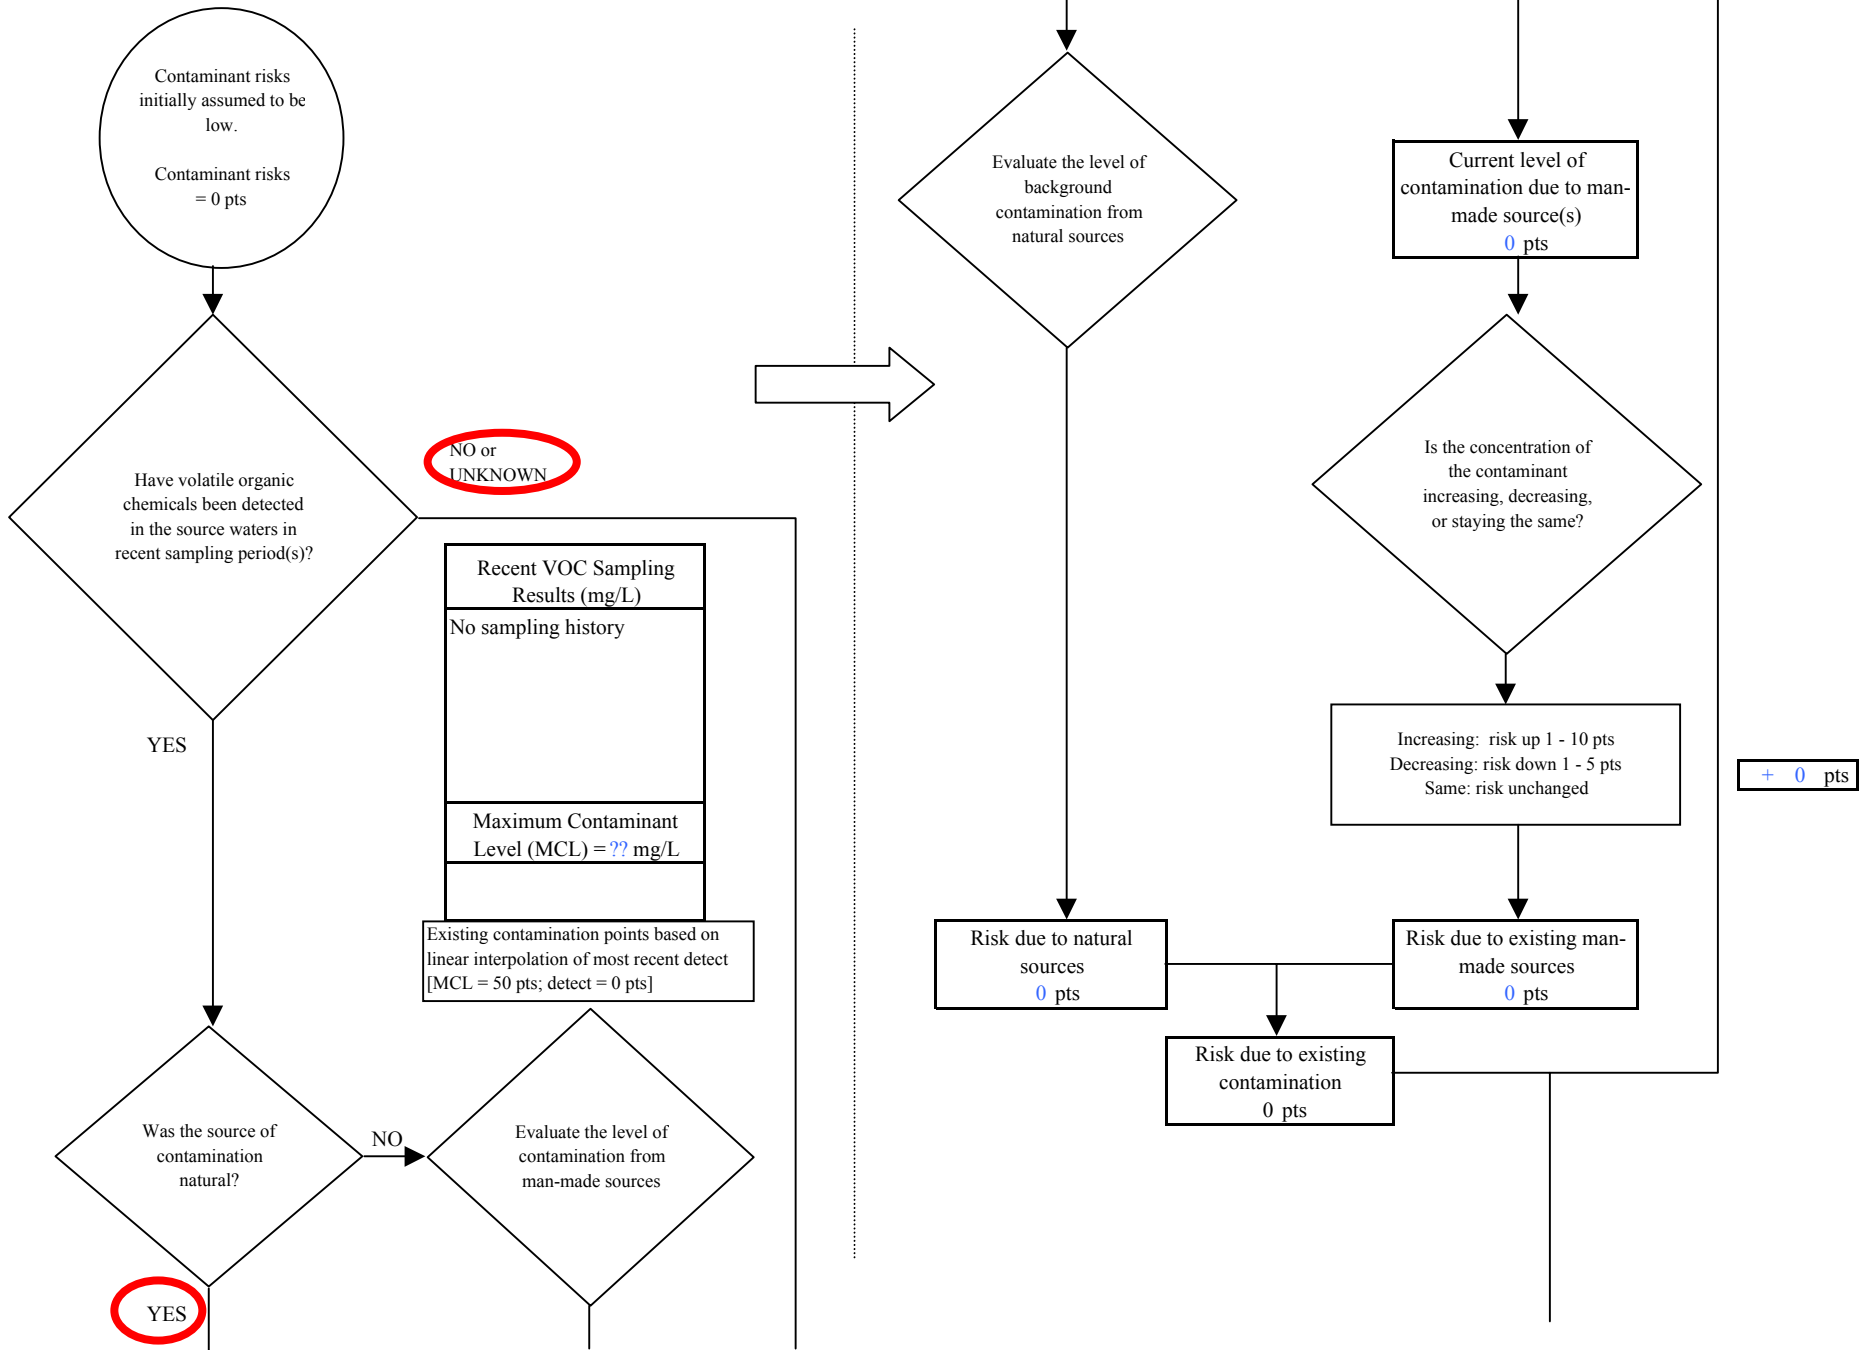 Contaminant risks
initially assumed to be
low.
Contaminant risks
= 0 pts
Have volatile organic
chemicals been detected
in the source waters in
recent sampling period(s)?
NO or
UNKNOWN
YES
Recent VOC Sampling
Results (mg/L)
No sampling history
Maximum Contaminant
Level (MCL) = ?? mg/L
Existing contamination points based on
linear interpolation of most recent detect
[MCL = 50 pts; detect = 0 pts]
Was the source of
contamination
natural?
NO
Evaluate the level of
contamination from
man-made sources
YES
Evaluate the level of
background
contamination from
natural sources
Current level of
contamination due to man-
made source(s)
0 pts
Is the concentration of
the contaminant
increasing, decreasing,
or staying the same?
Increasing: risk up 1 - 10 pts
Decreasing: risk down 1 - 5 pts
Same: risk unchanged
+ 0 pts
Risk due to natural
sources
0 pts
Risk due to existing man-
made sources
0 pts
Risk due to existing
contamination
0 pts